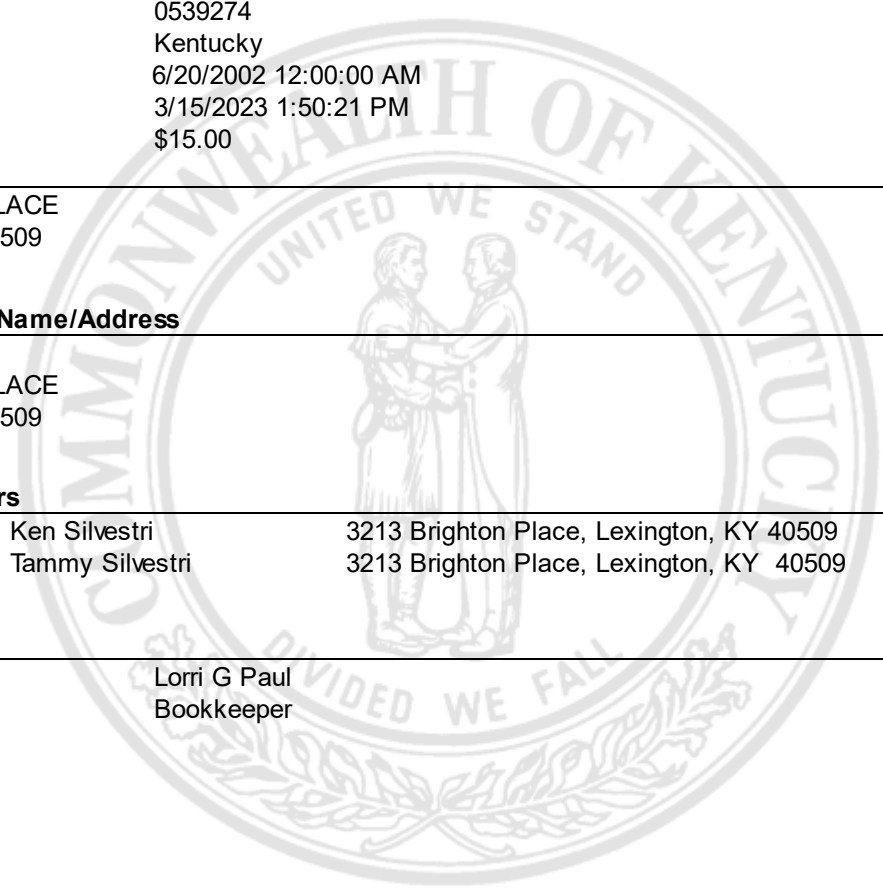 0539274
Kentucky
6/20/2002 12:00:00 AM
3/15/2023 1:50:21 PM
$15.00
LACE
509
Name/Address
LACE
509
rs
Ken Silvestri 3213 Brighton Place, Lexington, KY 40509
Tammy Silvestri 3213 Brighton Place, Lexington, KY 40509
Lorri G Paul
Bookkeeper
COMMONWEALTH OF KENTUCKY
UNITED WE STAND
DIVIDED WE FALL